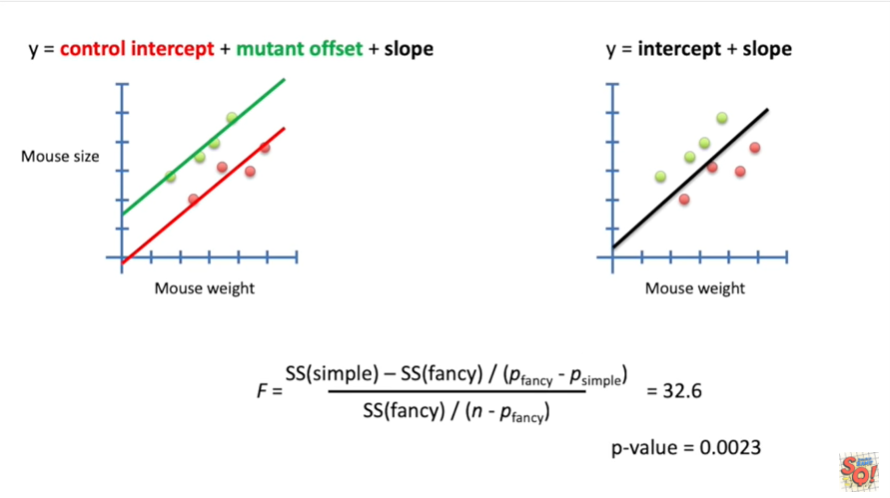 y = control intercept + mutant offset + slope
y = intercept + slope
Mouse size
Mouse weight
Mouse weight
F = SS(simple) – SS(fancy) / (pfancy - psimple)
SS(fancy) / (n - pfancy)
= 32.6
p-value = 0.0023
SQ!